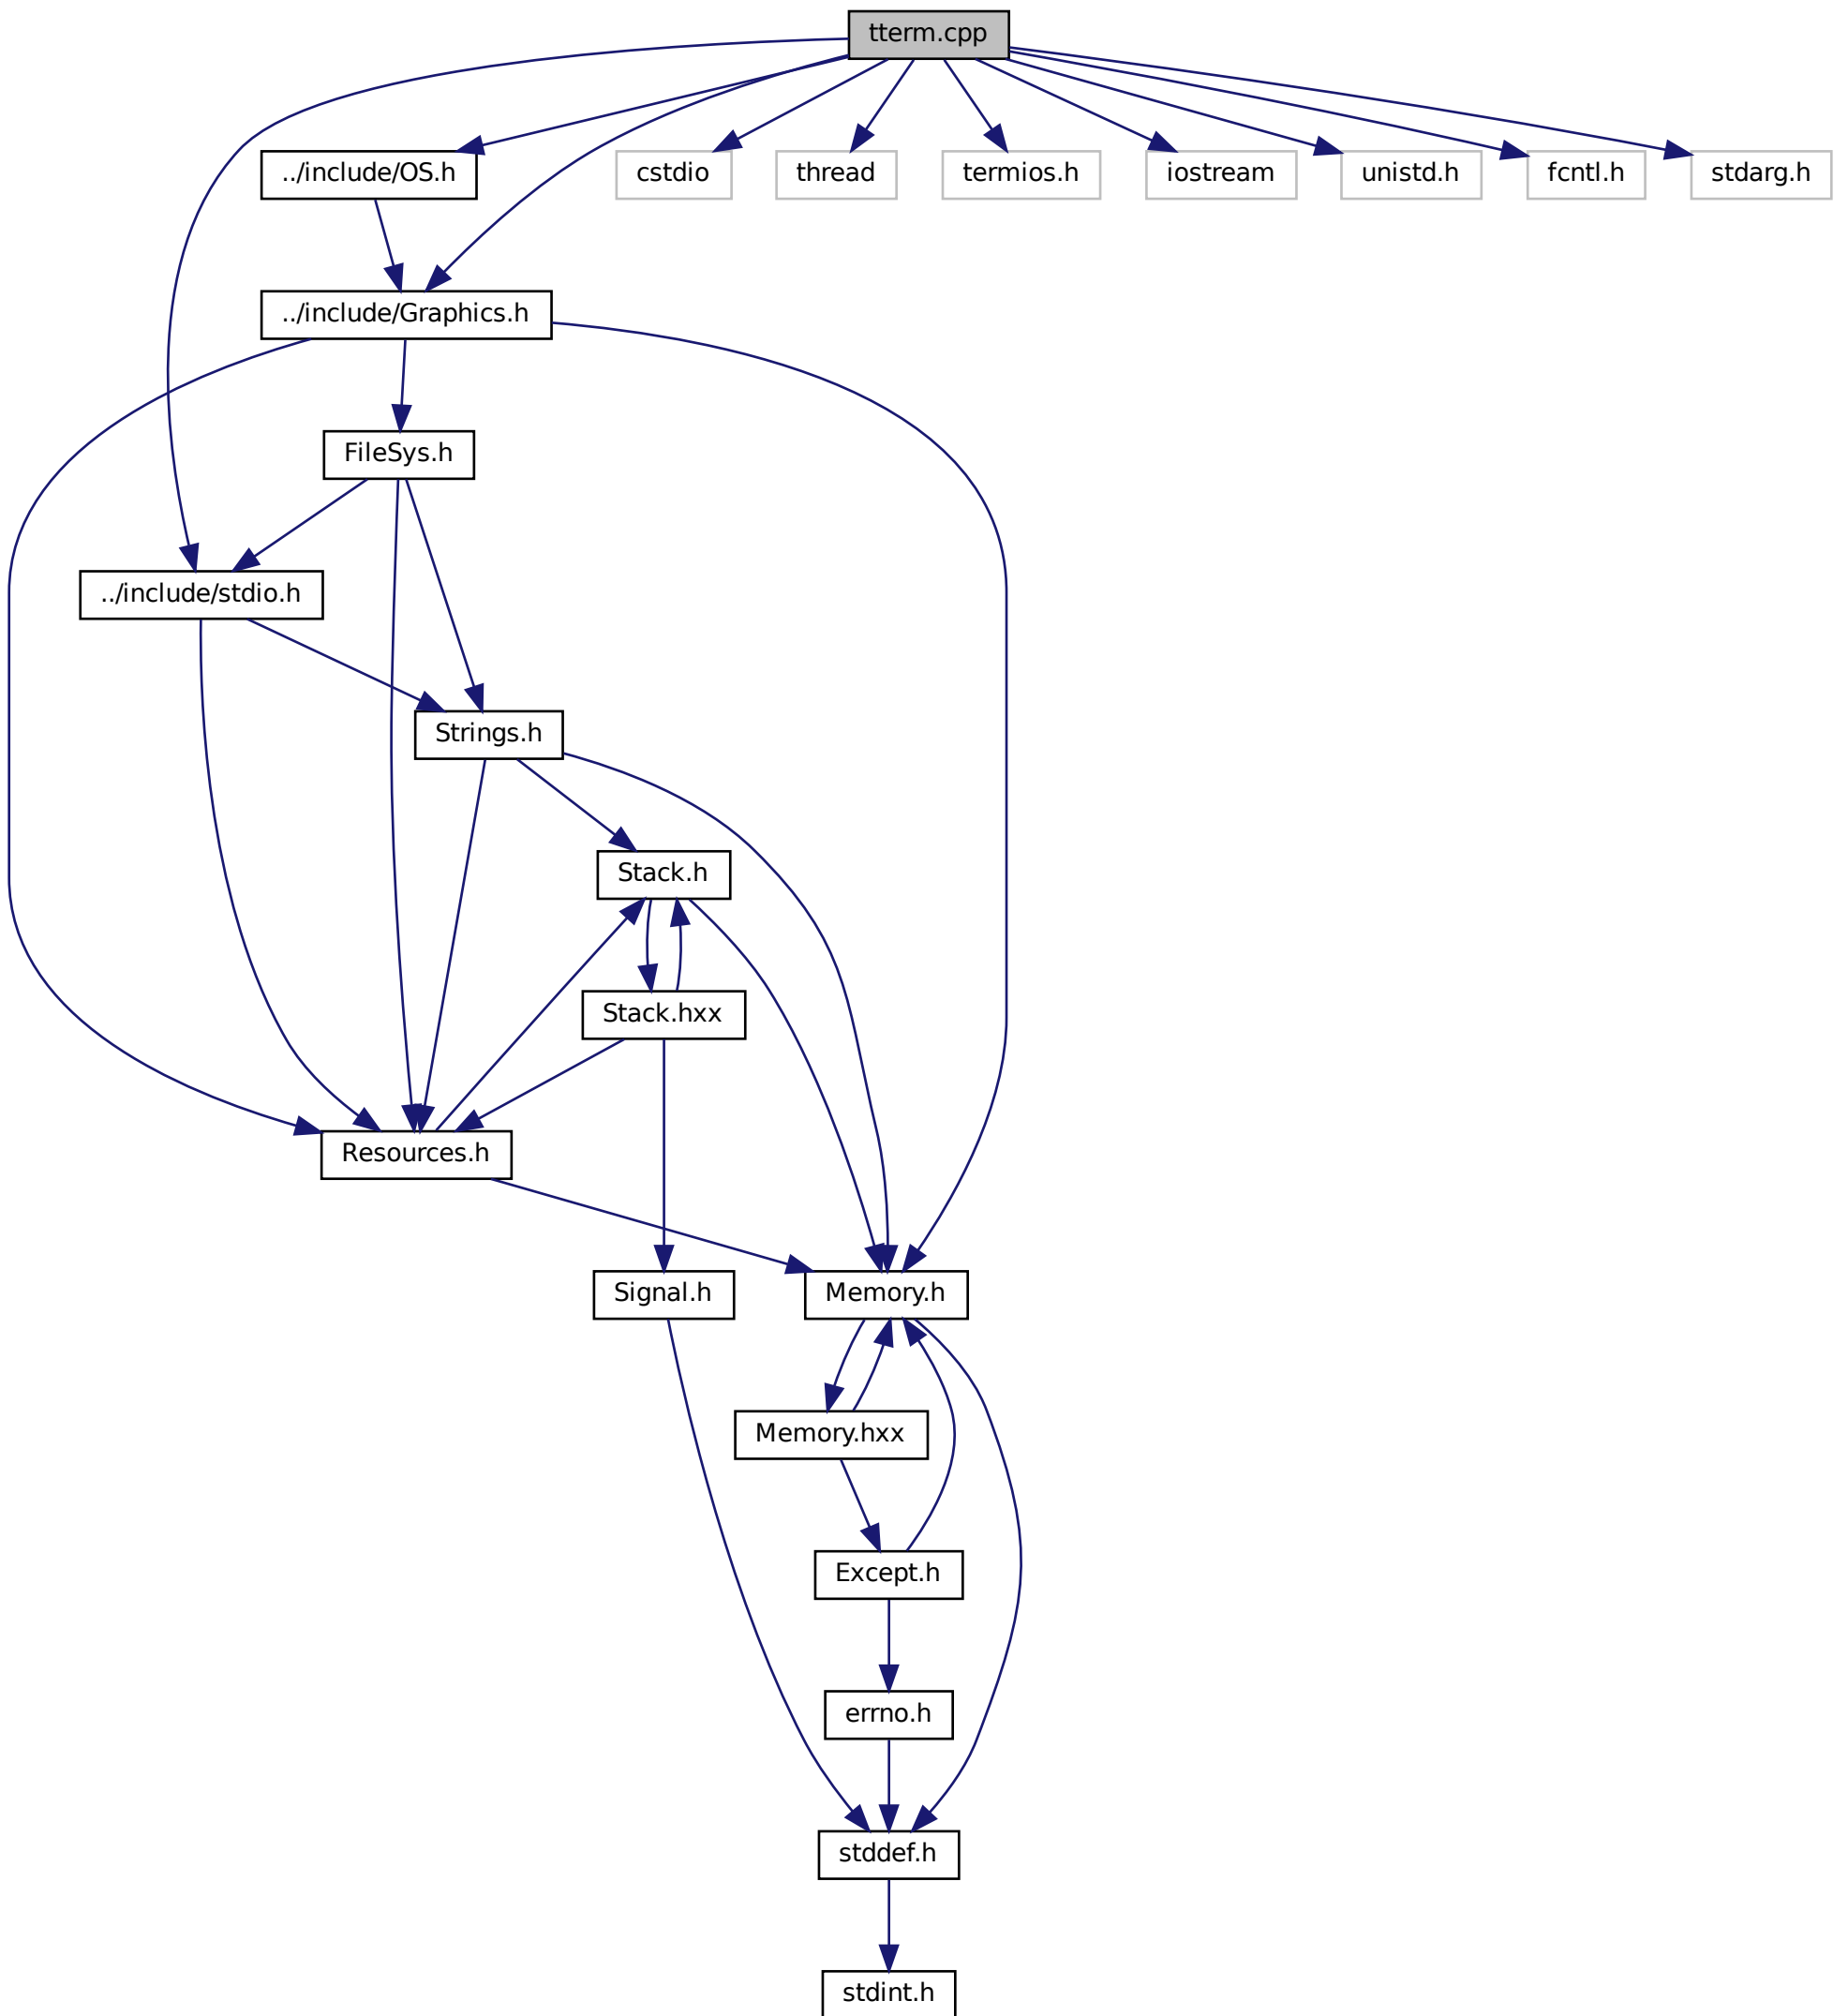 tterm.cpp
../include/OS.h
cstdio
thread
termios.h
iostream
unistd.h
fcntl.h
stdarg.h
../include/Graphics.h
FileSys.h
../include/stdio.h
Strings.h
Stack.h
Stack.hxx
Resources.h
Signal.h
Memory.h
Memory.hxx
Except.h
errno.h
stddef.h
stdint.h